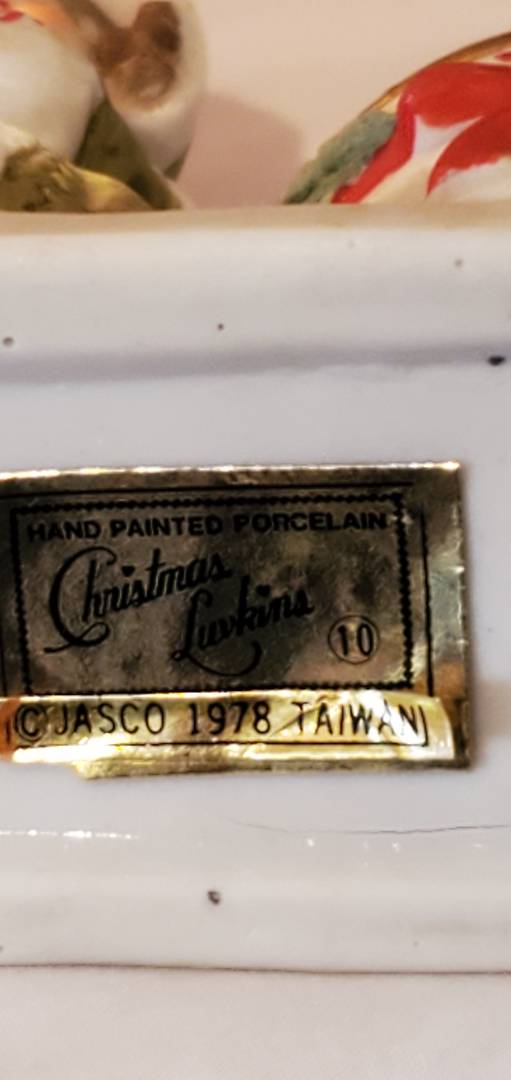 HAND PAINTED PORCELAIN
Christmas
Luvkins
10
© JASCO 1978 TAIWAN